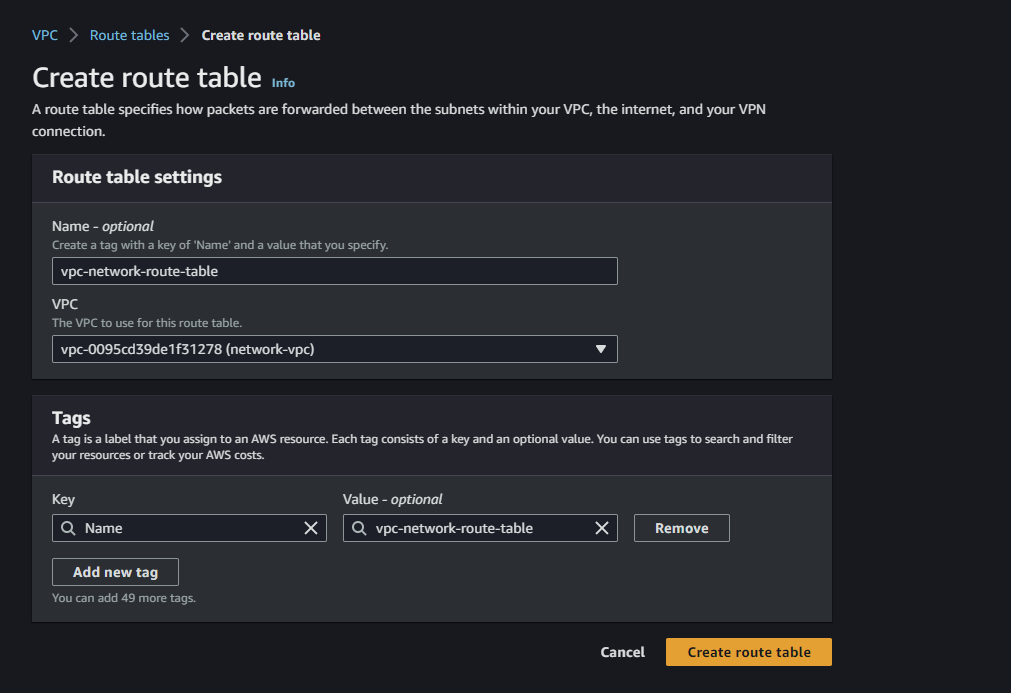 VPC > Route tables > Create route table
Create route table Info
A route table specifies how packets are forwarded between the subnets within your VPC, the internet, and your VPN
connection.
Route table settings
Name - optional
Create a tag with a key of 'Name' and a value that you specify.
vpc-network-route-table
VPC
The VPC to use for this route table.
vpc-0095cd39de1f31278 (network-vpc)
Tags
A tag is a label that you assign to an AWS resource. Each tag consists of a key and an optional value. You can use tags to search and filter
your resources or track your AWS costs.
Key Value - optional
Name vpc-network-route-table Remove
Add new tag
You can add 49 more tags.
Cancel Create route table